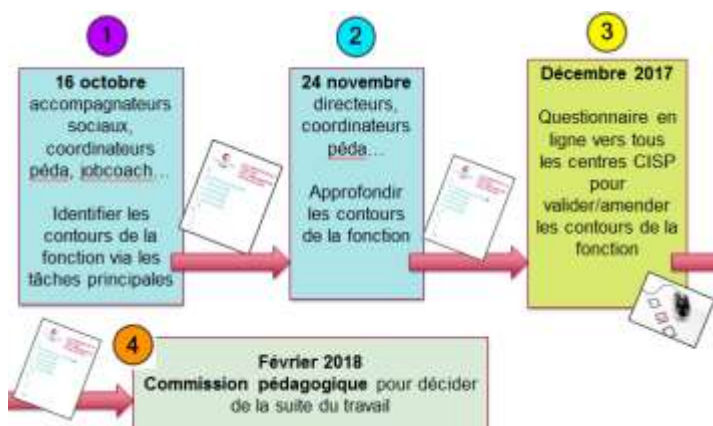 1
16 octobre
accompagnateurs
sociaux,
coordinateurs
péda, jobcoach…
Identifier les
contours de la
fonction via les
tâches principales
2
24 novembre
directeurs,
coordinateurs
péda…
Approfondir
les contours
de la fonction
3
Décembre 2017
Questionnaire en
ligne vers tous
les centres CISP
pour
valider/amender
les contours de la
fonction
4
Février 2018
Commission pédagogique pour décider
de la suite du travail